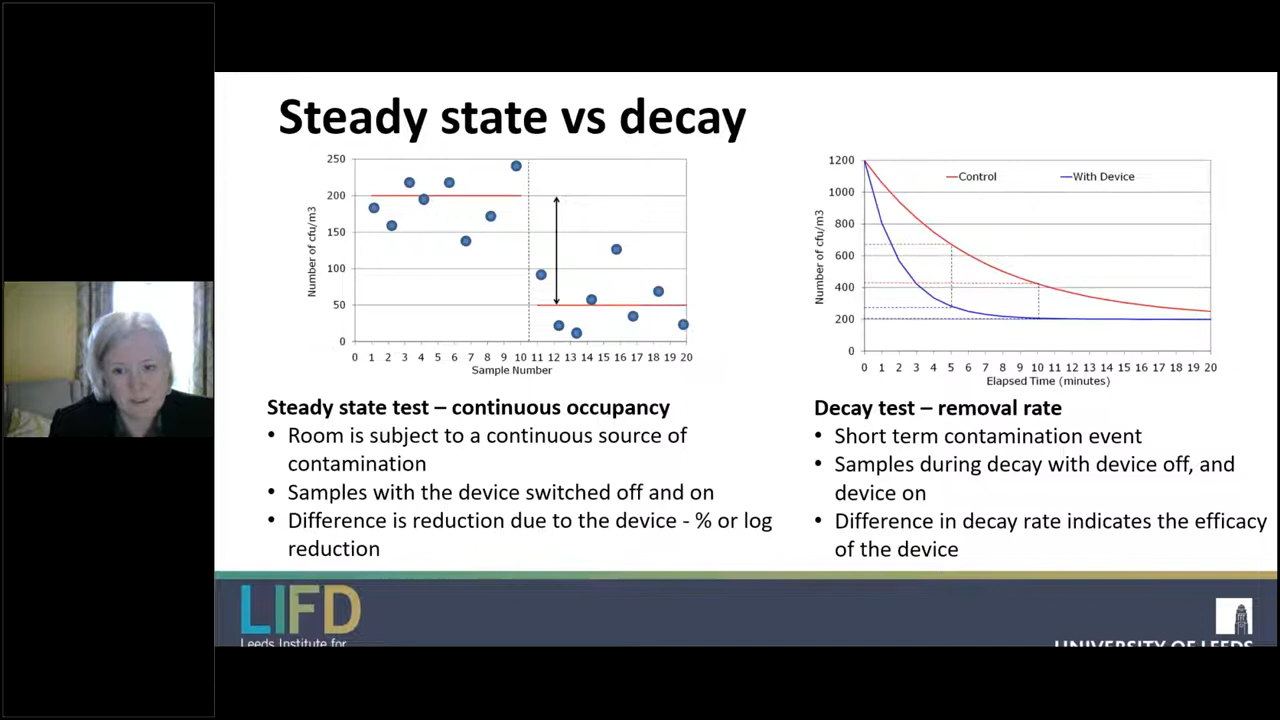 Steady state vs decay
250
200
150
100
50
0
Number of cfu/m3
0 1 2 3 4 5 6 7 8 9 10 11 12 13 14 15 16 17 18 19 20
Sample Number
1200
1000
800
600
400
200
0
Number of cfu/m3
Control
With Device
0 1 2 3 4 5 6 7 8 9 10 11 12 13 14 15 16 17 18 19 20
Elapsed Time (minutes)
Steady state test – continuous occupancy
• Room is subject to a continuous source of
contamination
• Samples with the device switched off and on
• Difference is reduction due to the device - % or log
reduction
Decay test – removal rate
• Short term contamination event
• Samples during decay with device off, and
device on
• Difference in decay rate indicates the efficacy
of the device
LIFD
Leeds Institute for
UNIVERSITY OF LEEDS